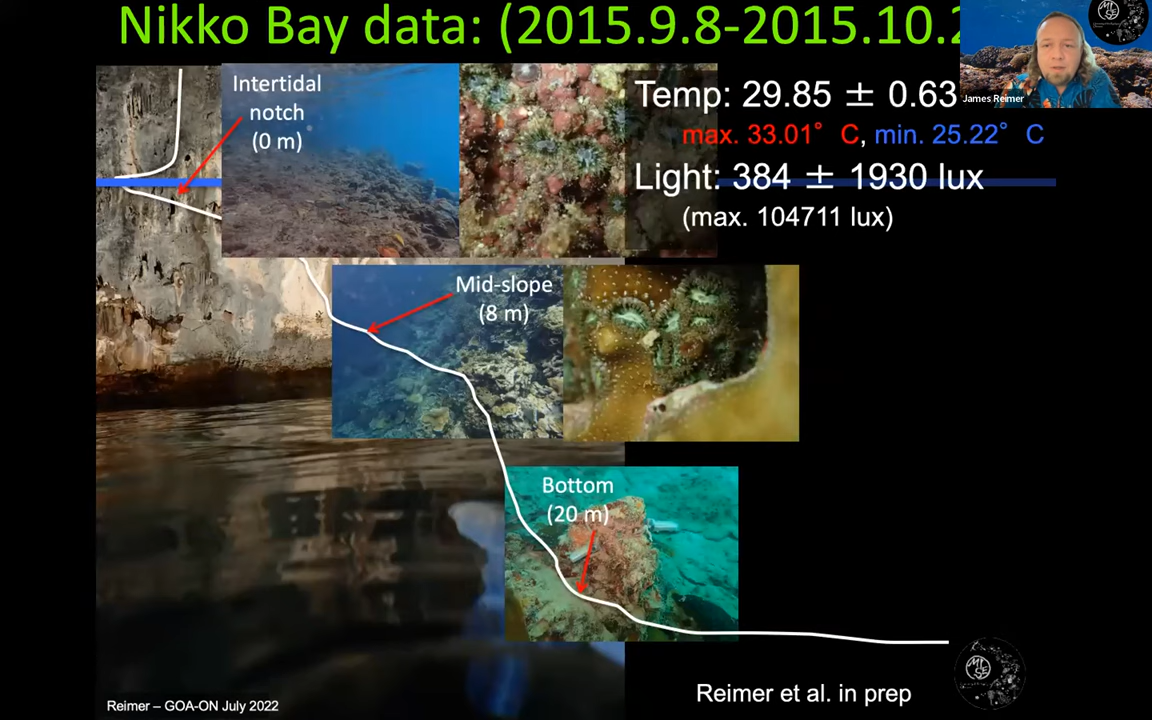 Nikko Bay data: (2015.9.8-2015.10.2
James Reimer
Intertidal
notch
(0 m)
Temp: 29.85 ± 0.63
max. 33.01° C, min. 25.22° C
Light: 384 ± 1930 lux
(max. 104711 lux)
Mid-slope
(8 m)
Bottom
(20 m)
Reimer et al. in prep
Reimer – GOA-ON July 2022